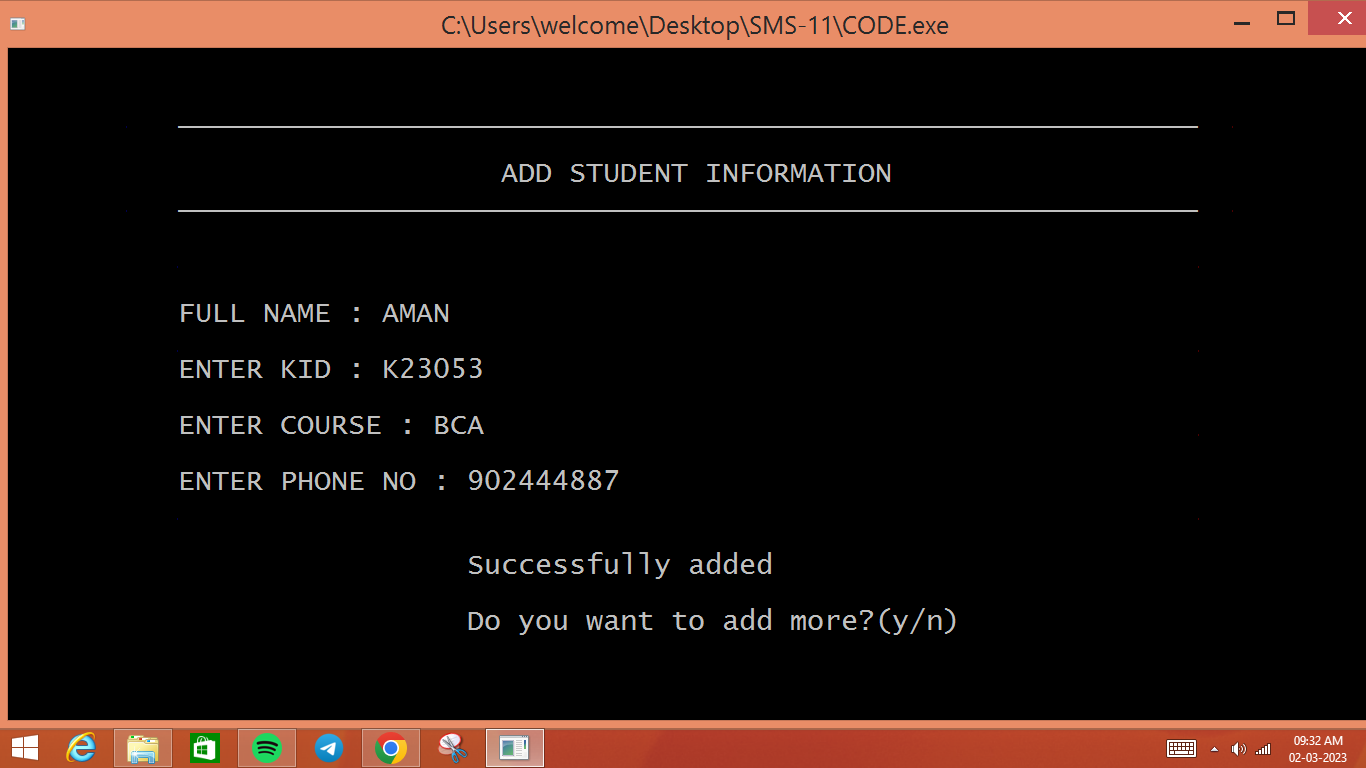 C:\Users\welcome\Desktop\SMS-11\CODE.exe
ADD STUDENT INFORMATION
FULL NAME : AMAN
ENTER KID : K23053
ENTER COURSE : BCA
ENTER PHONE NO : 902444887
Successfully added
Do you want to add more?(y/n)
09:32 AM
02-03-2023